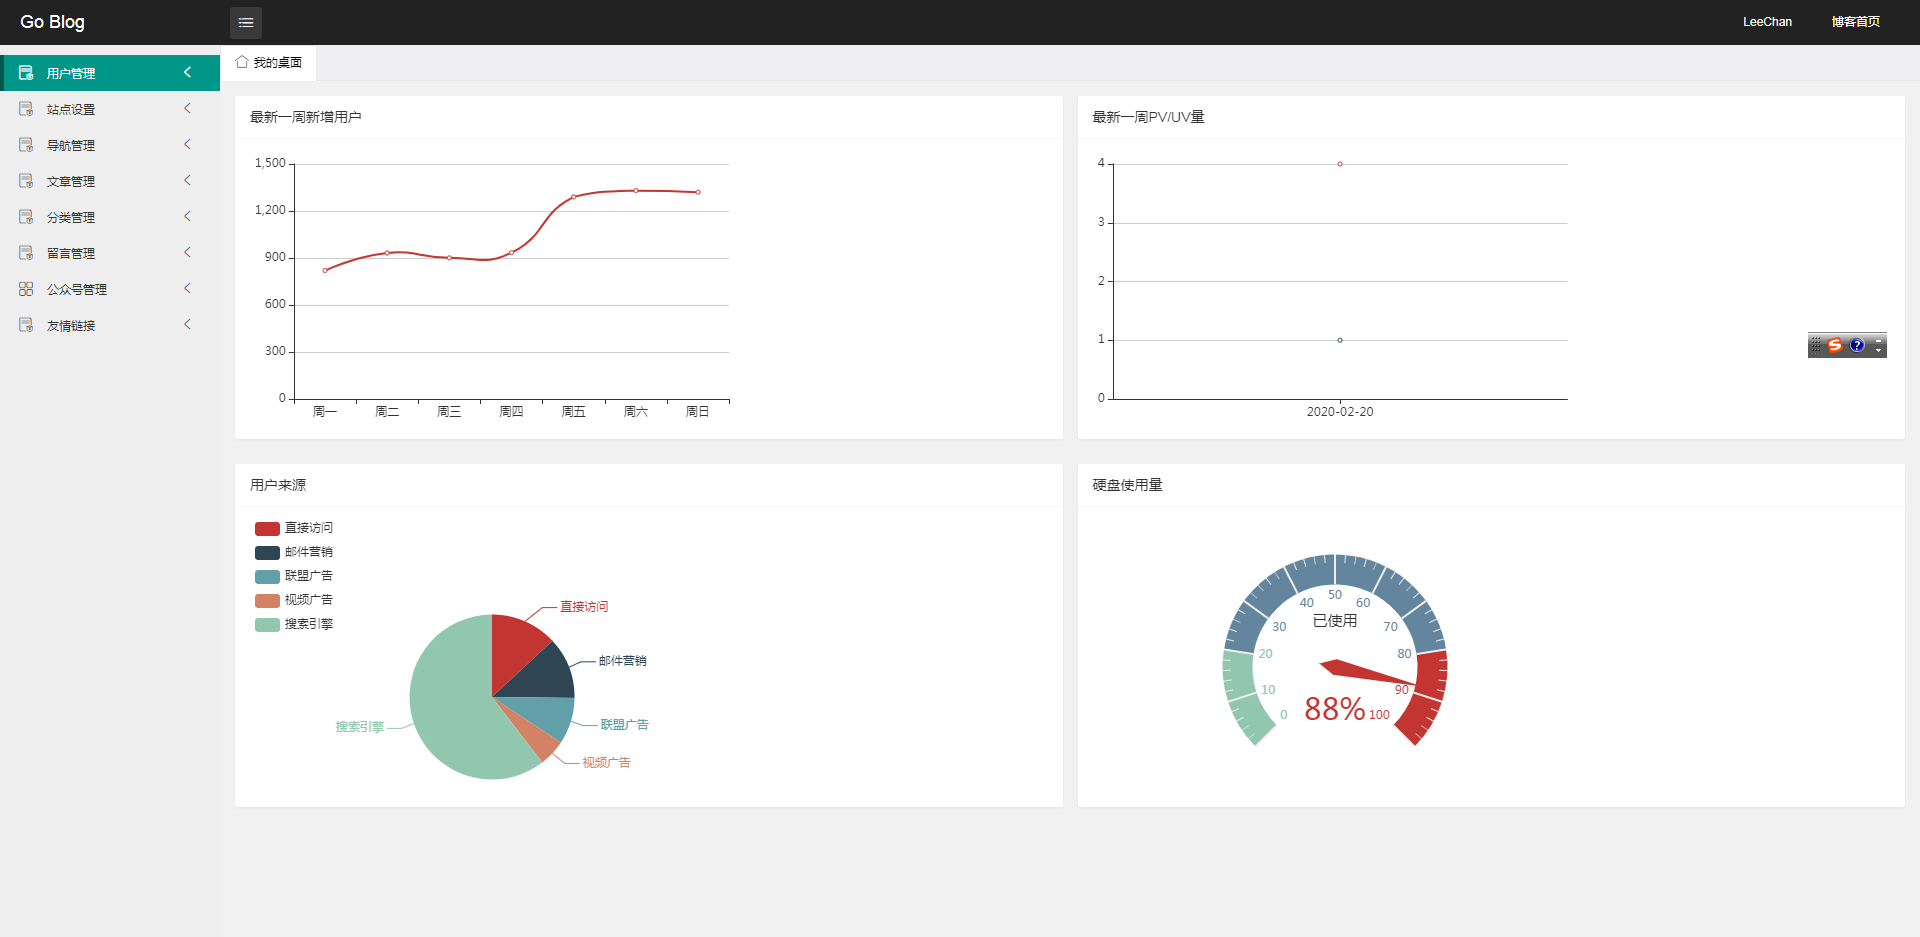 Go Blog
LeeChan
博客首页
用户管理
站点设置
导航管理
文章管理
分类管理
留言管理
公众号管理
友情链接
我的桌面
最新一周新增用户
1,500
1,200
900
600
300
0
周一 周二 周三 周四 周五 周六 周日
最新一周PV/UV量
4
3
2
1
0
2020-02-20
用户来源
直接访问
邮件营销
联盟广告
视频广告
搜索引擎
直接访问
邮件营销
联盟广告
视频广告
搜索引擎
硬盘使用量
0
10
20
30
40
50
60
70
80
90
100
已使用
88%